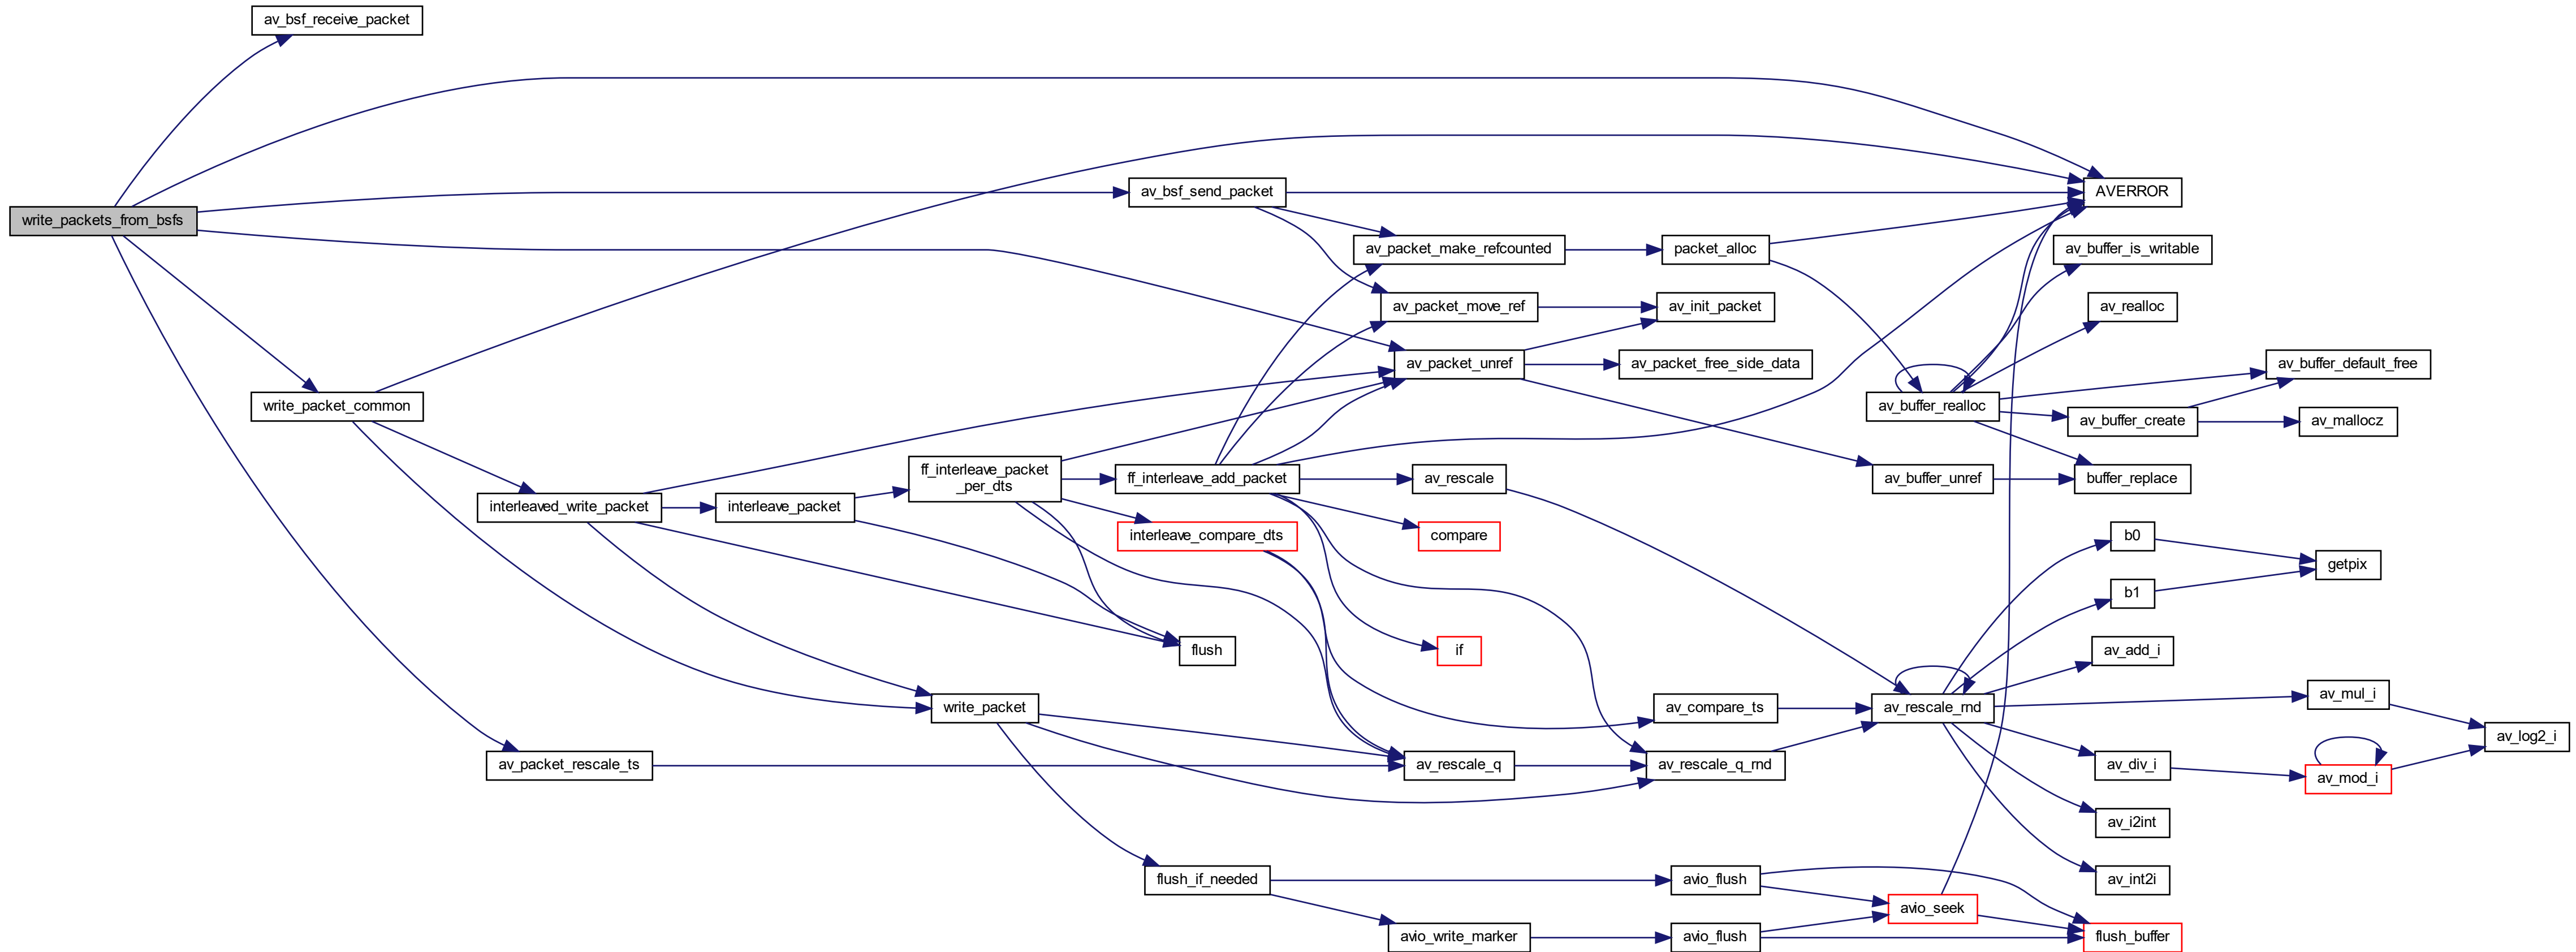 av_bsf_receive_packet
write_packets_from_bsfs
av_bsf_send_packet
AVERROR
av_packet_make_refcounted
packet_alloc
av_buffer_is_writable
av_packet_move_ref
av_init_packet
av_realloc
av_packet_unref
av_packet_free_side_data
av_buffer_default_free
write_packet_common
av_buffer_realloc
av_buffer_create
av_mallocz
ff_interleave_packet
_per_dts
ff_interleave_add_packet
av_rescale
av_buffer_unref
buffer_replace
interleaved_write_packet
interleave_packet
interleave_compare_dts
compare
b0
getpix
b1
flush
if
av_add_i
av_mul_i
write_packet
av_compare_ts
av_rescale_rnd
av_log2_i
av_packet_rescale_ts
av_rescale_q
av_rescale_q_rnd
av_div_i
av_mod_i
av_i2int
flush_if_needed
avio_flush
av_int2i
avio_seek
avio_write_marker
avio_flush
flush_buffer